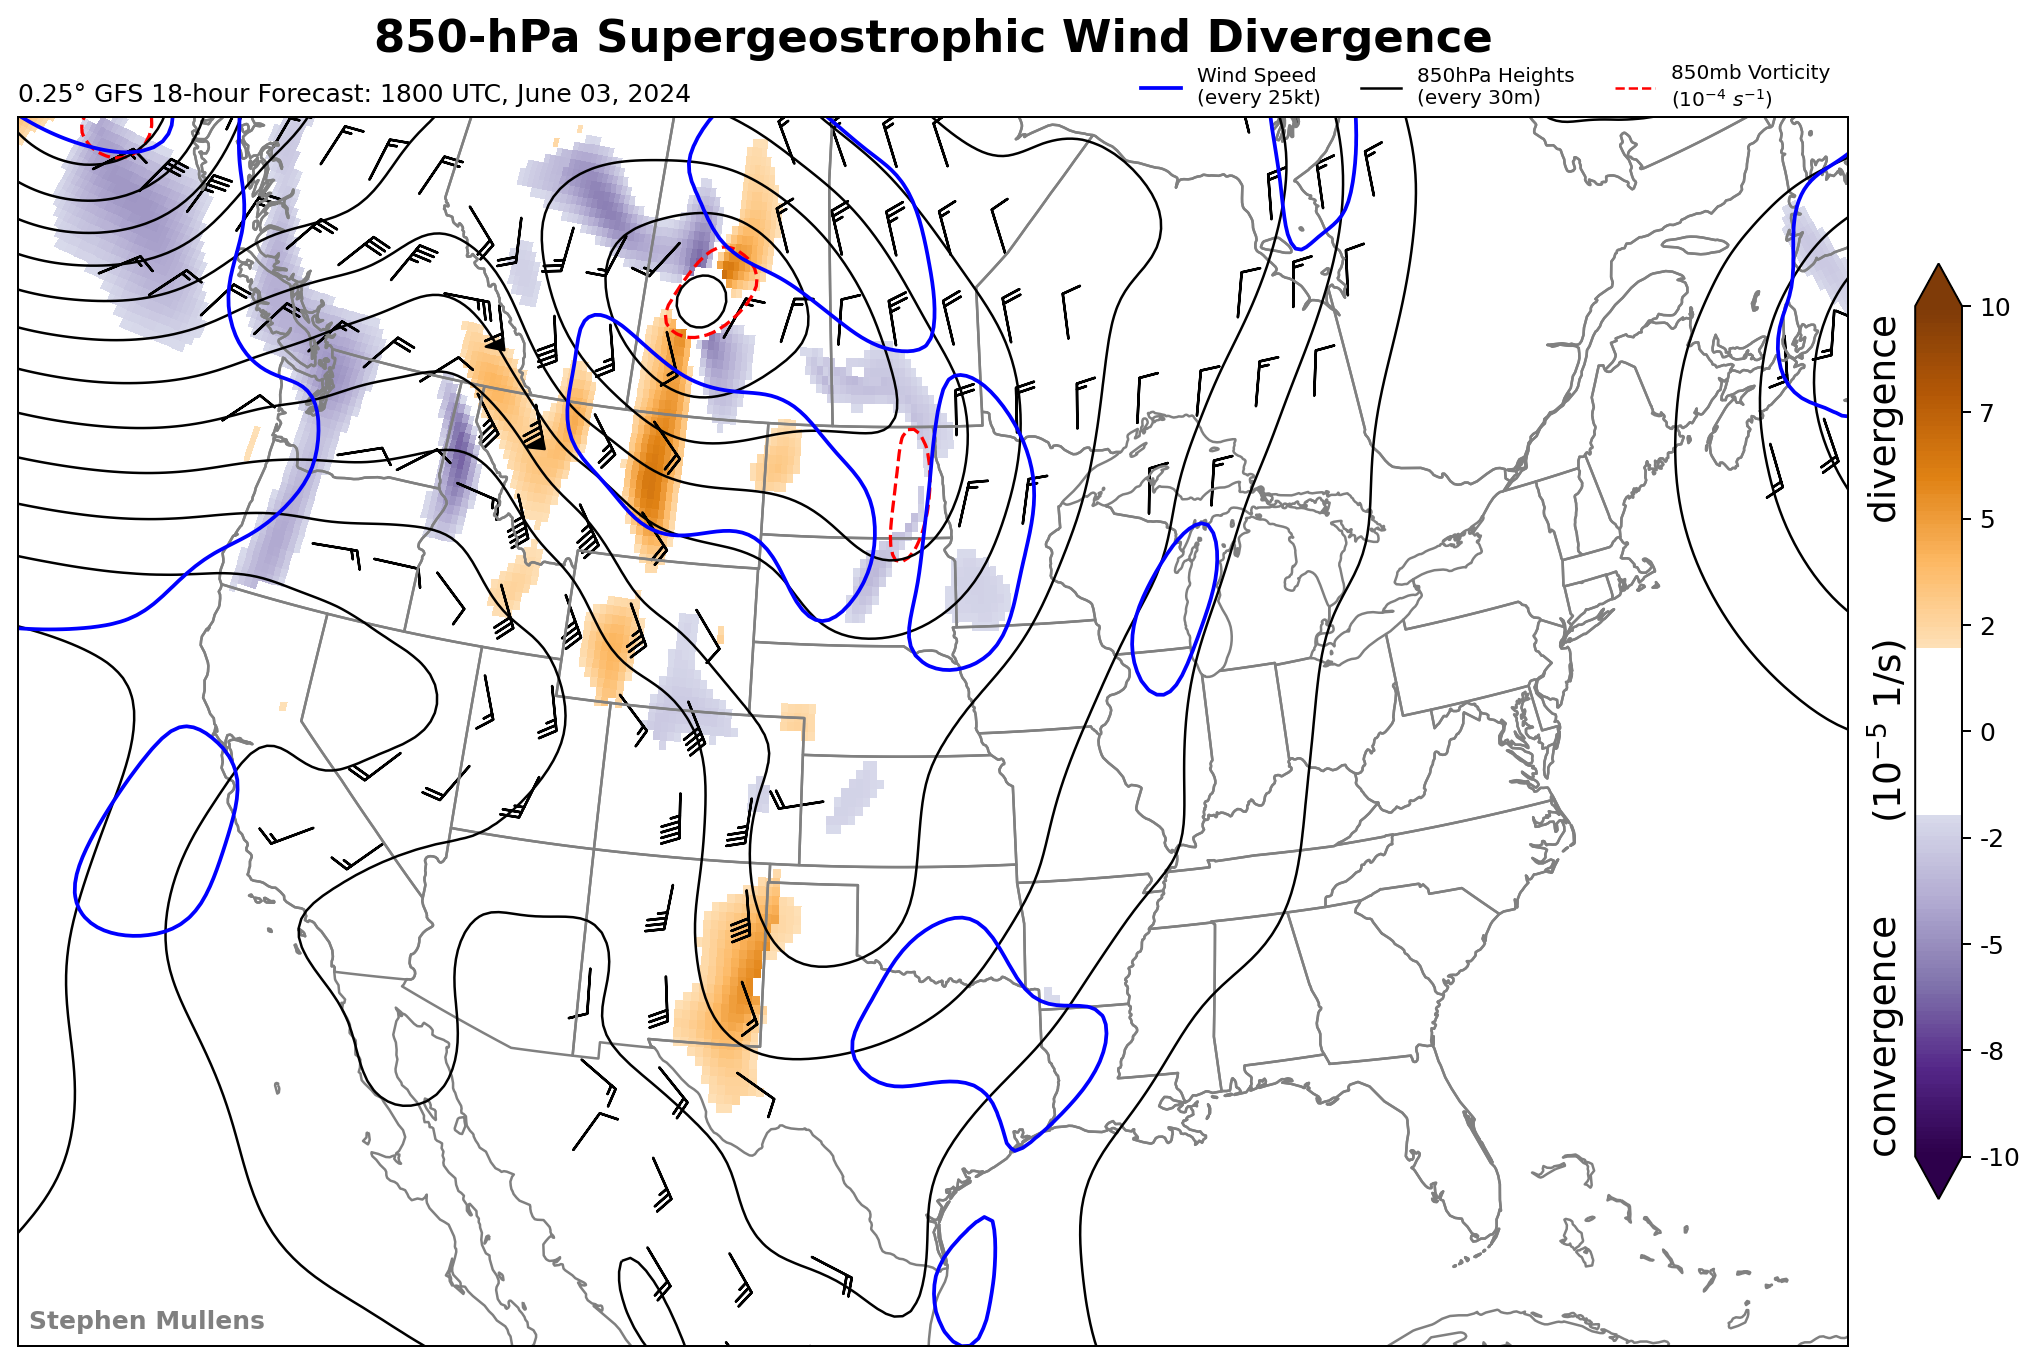 850-hPa Supergeostrophic Wind Divergence
0.25° GFS 18-hour Forecast: 1800 UTC, June 03, 2024
Wind Speed
(every 25kt)
850hPa Heights
(every 30m)
850mb Vorticity
(10⁻⁴ s⁻¹)
10
7
5
2
0
-2
-5
-8
-10
convergence (10⁻⁵ 1/s) divergence
Stephen Mullens